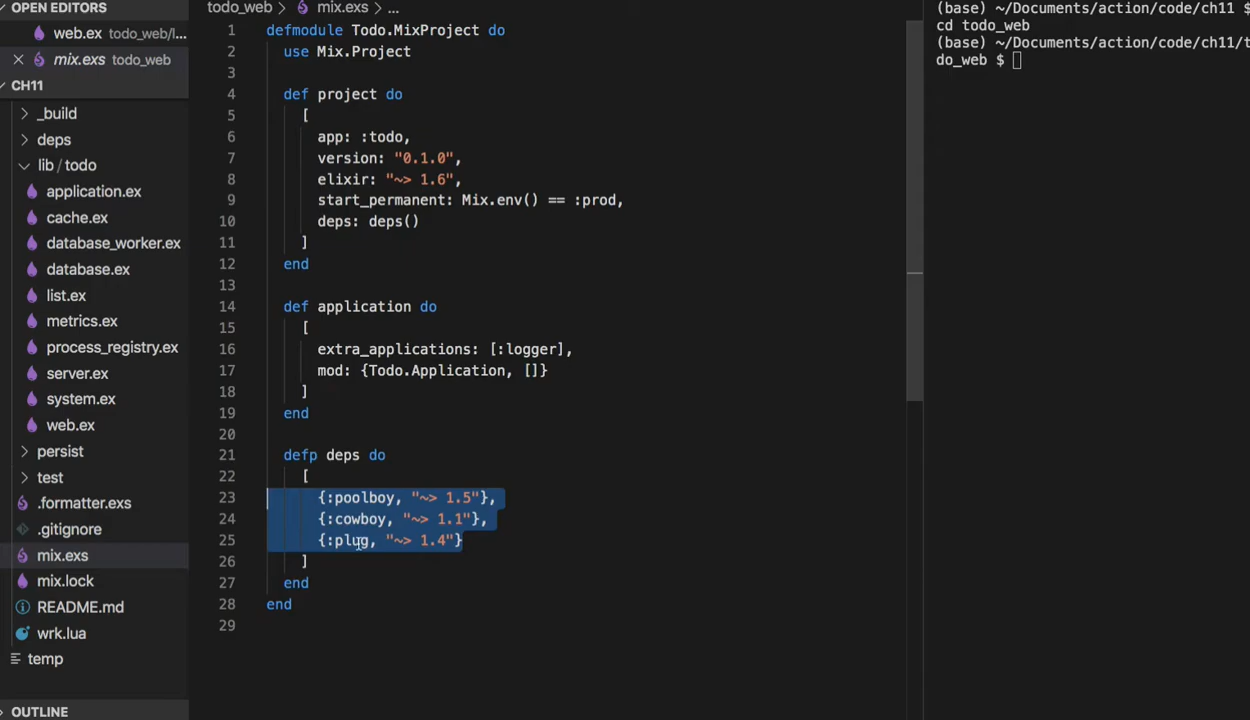 OPEN EDITORS
web.ex todo_web/l...
mix.exs todo_web
CH11
_build
deps
lib / todo
application.ex
cache.ex
database_worker.ex
database.ex
list.ex
metrics.ex
process_registry.ex
server.ex
system.ex
web.ex
persist
test
.formatter.exs
.gitignore
mix.exs
mix.lock
README.md
wrk.lua
temp
OUTLINE
todo_web > mix.exs > ...
1 defmodule Todo.MixProject do
2 use Mix.Project
3
4 def project do
5 [
6 app: :todo,
7 version: "0.1.0",
8 elixir: "~> 1.6",
9 start_permanent: Mix.env() == :prod,
10 deps: deps()
11 ]
12 end
13
14 def application do
15 [
16 extra_applications: [:logger],
17 mod: {Todo.Application, []}
18 ]
19 end
20
21 defp deps do
22 [
23 {:poolboy, "~> 1.5"},
24 {:cowboy, "~> 1.1"},
25 {:plug, "~> 1.4"}
26 ]
27 end
28 end
29
(base) ~/Documents/action/code/ch11 $
cd todo_web
(base) ~/Documents/action/code/ch11/t
do_web $